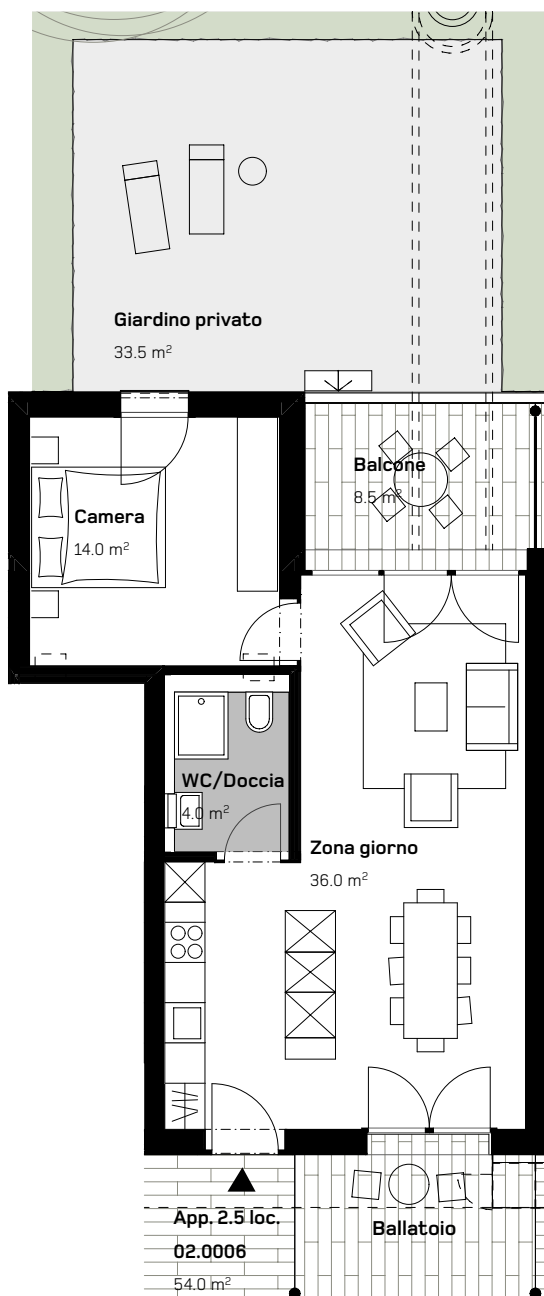 Giardino privato
33.5 m²
Balcone
8.5 m²
Camera
14.0 m²
WC/Doccia
4.0 m²
Zona giorno
36.0 m²
App. 2.5 loc.
02.0006
54.0 m²
Ballatoio